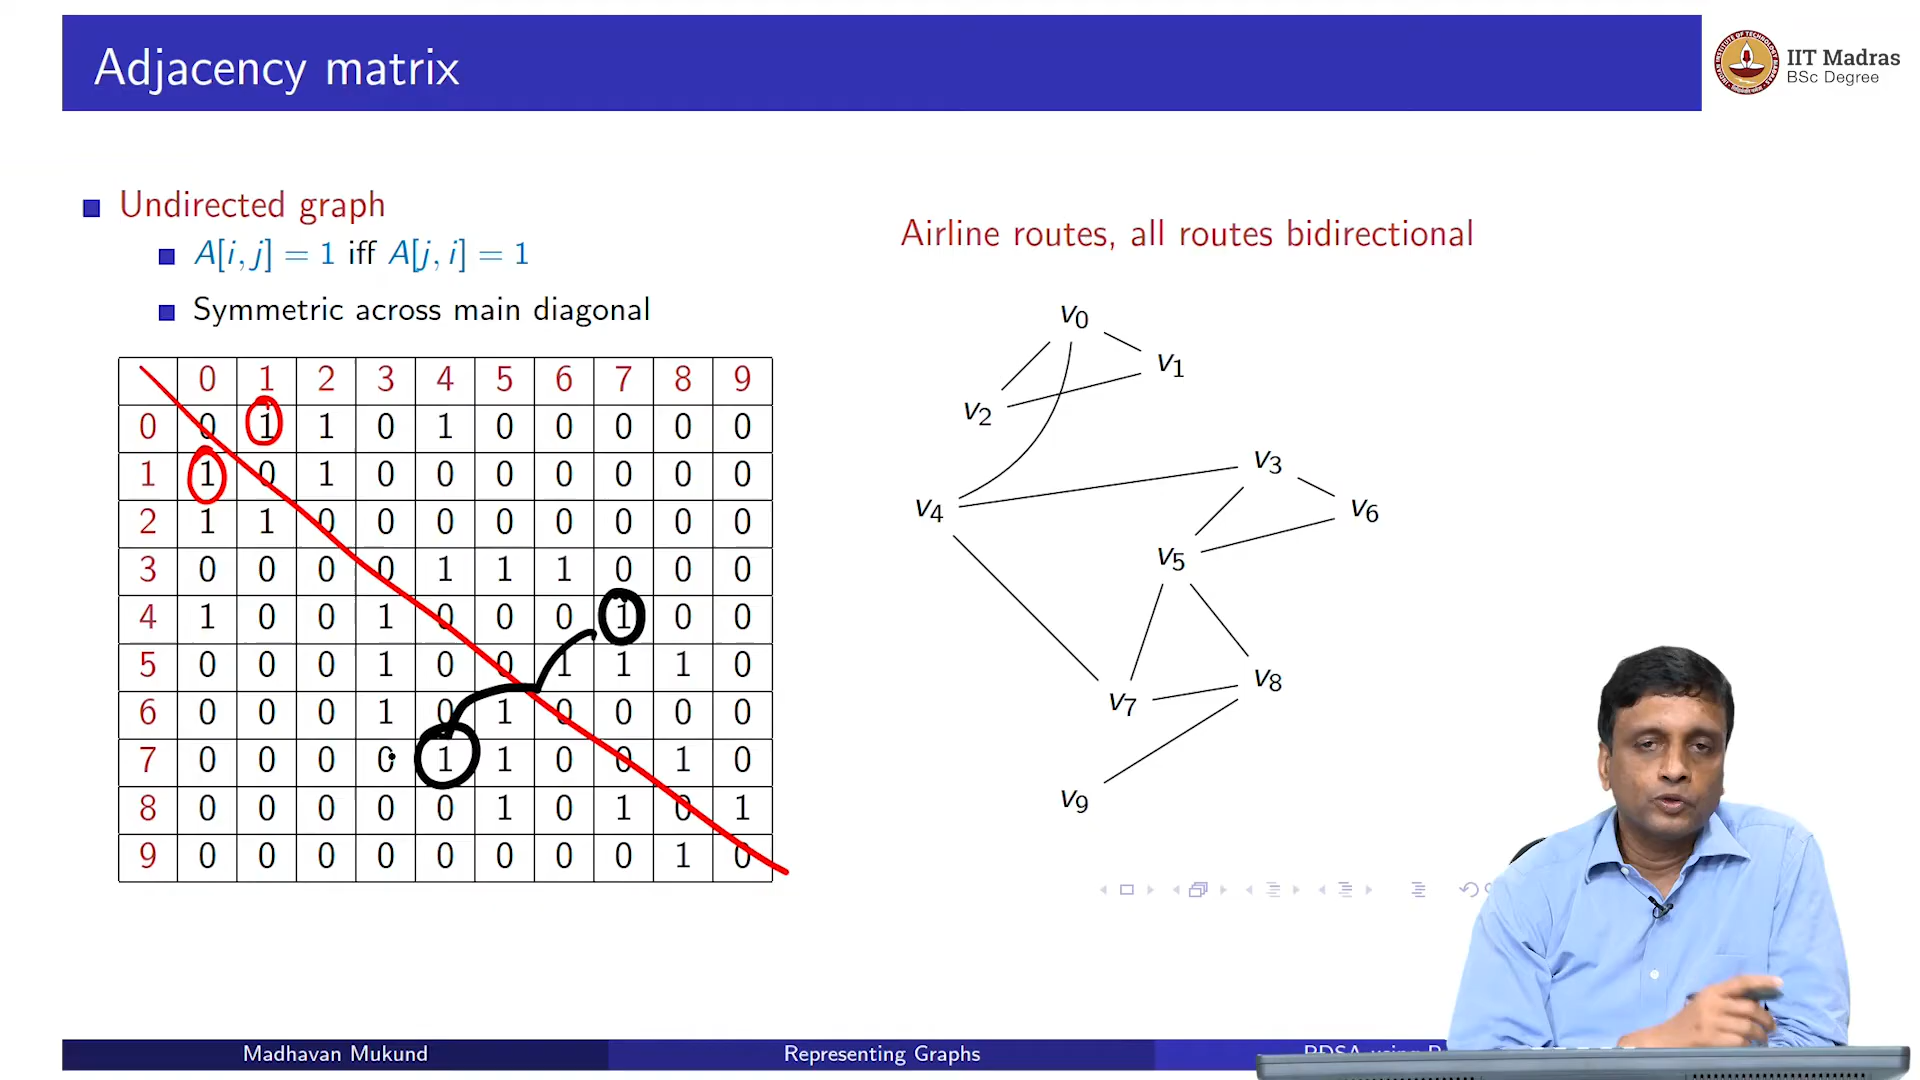 Adjacency matrix
IIT Madras
BSc Degree
Undirected graph
A[i, j] = 1 iff A[j, i] = 1
Symmetric across main diagonal
0 1 2 3 4 5 6 7 8 9
0 0 1 1 0 1 0 0 0 0 0
1 1 0 1 0 0 0 0 0 0 0
2 1 1 0 0 0 0 0 0 0 0
3 0 0 0 0 1 1 1 0 0 0
4 1 0 0 1 0 0 0 1 0 0
5 0 0 0 1 0 0 1 1 1 0
6 0 0 0 1 0 1 0 0 0 0
7 0 0 0 0 1 1 0 0 1 0
8 0 0 0 0 0 1 0 1 0 1
9 0 0 0 0 0 0 0 0 1 0
Airline routes, all routes bidirectional
v0
v1
v2
v3
v4
v6
v5
v8
v7
v9
Madhavan Mukund
Representing Graphs
PDSA using